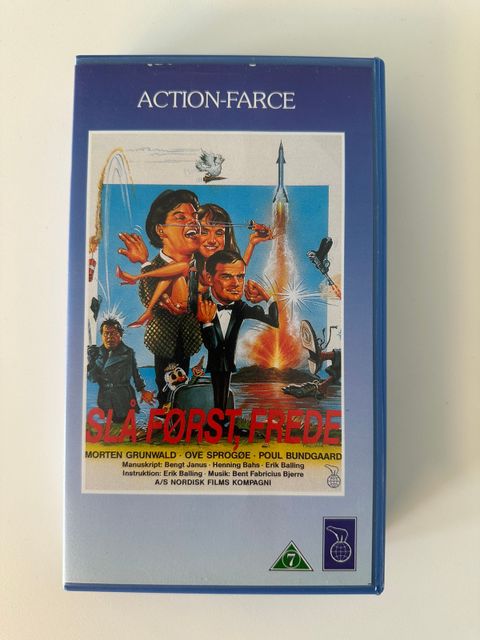 ACTION-FARCE
SLÅ FØRST, FREDE
MORTEN GRUNWALD · OVE SPROGØE · POUL BUNDGAARD
Manuskript: Bengt Janus · Henning Bahs · Erik Balling
Instruktion: Erik Balling · Musik: Bent Fabricius Bjerre
A/S NORDISK FILMS KOMPAGNI
7